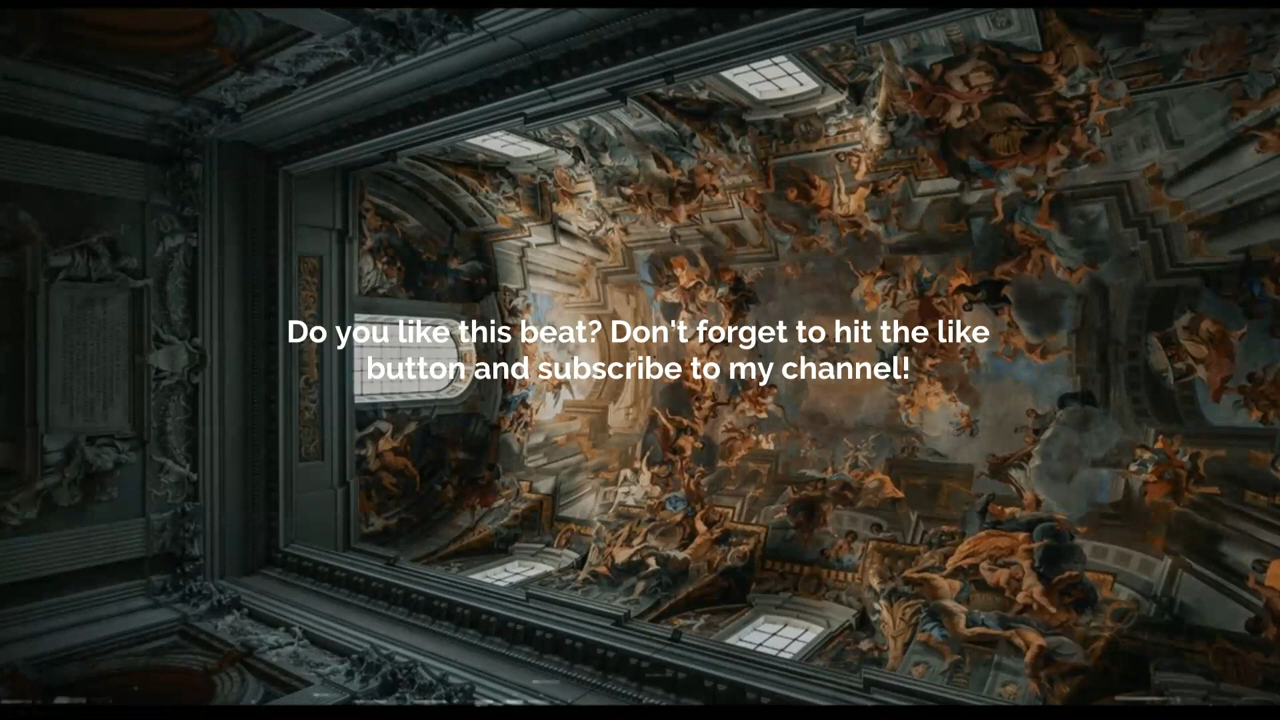 Do you like this beat? Don't forget to hit the like
button and subscribe to my channel!